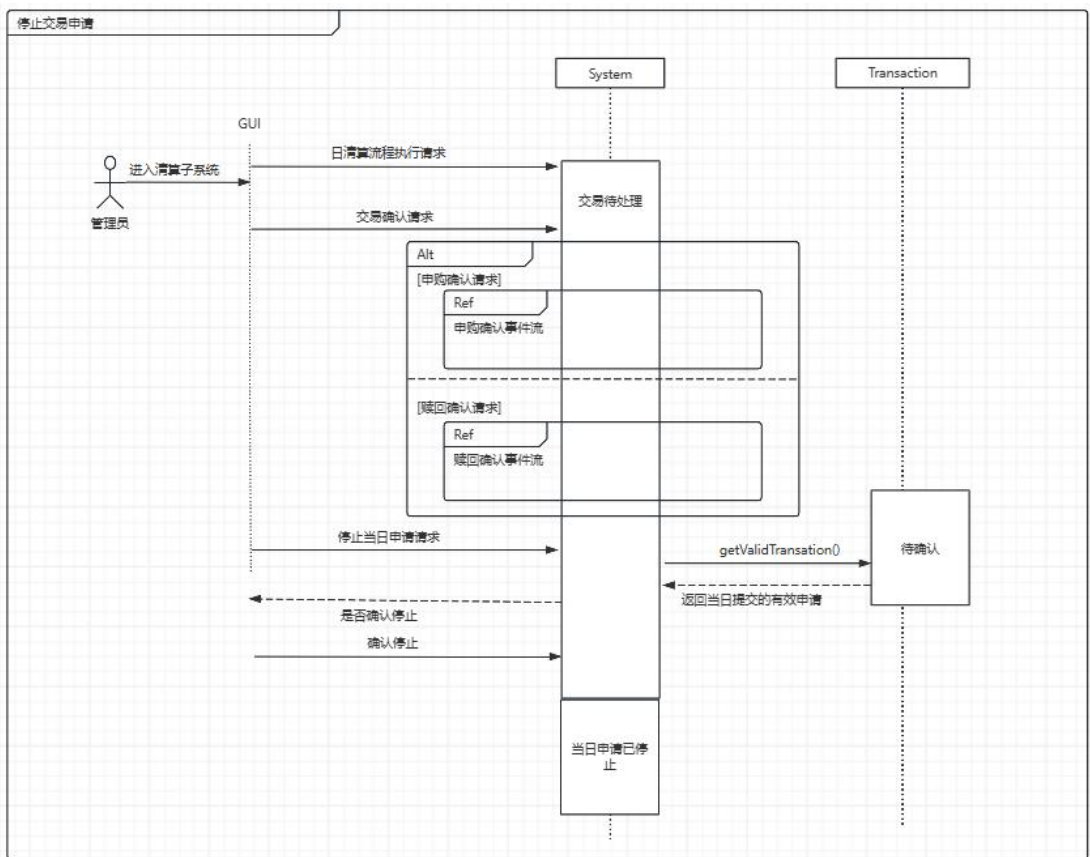 停止交易申请
System
Transaction
GUI
日清算流程执行请求
进入清算子系统
管理员
交易待处理
交易确认请求
Alt
[申购确认请求]
Ref
申购确认事件流
[赎回确认请求]
Ref
赎回确认事件流
停止当日申请请求
getValidTransation()
待确认
返回当日提交的有效申请
是否确认停止
确认停止
当日申请已停
止